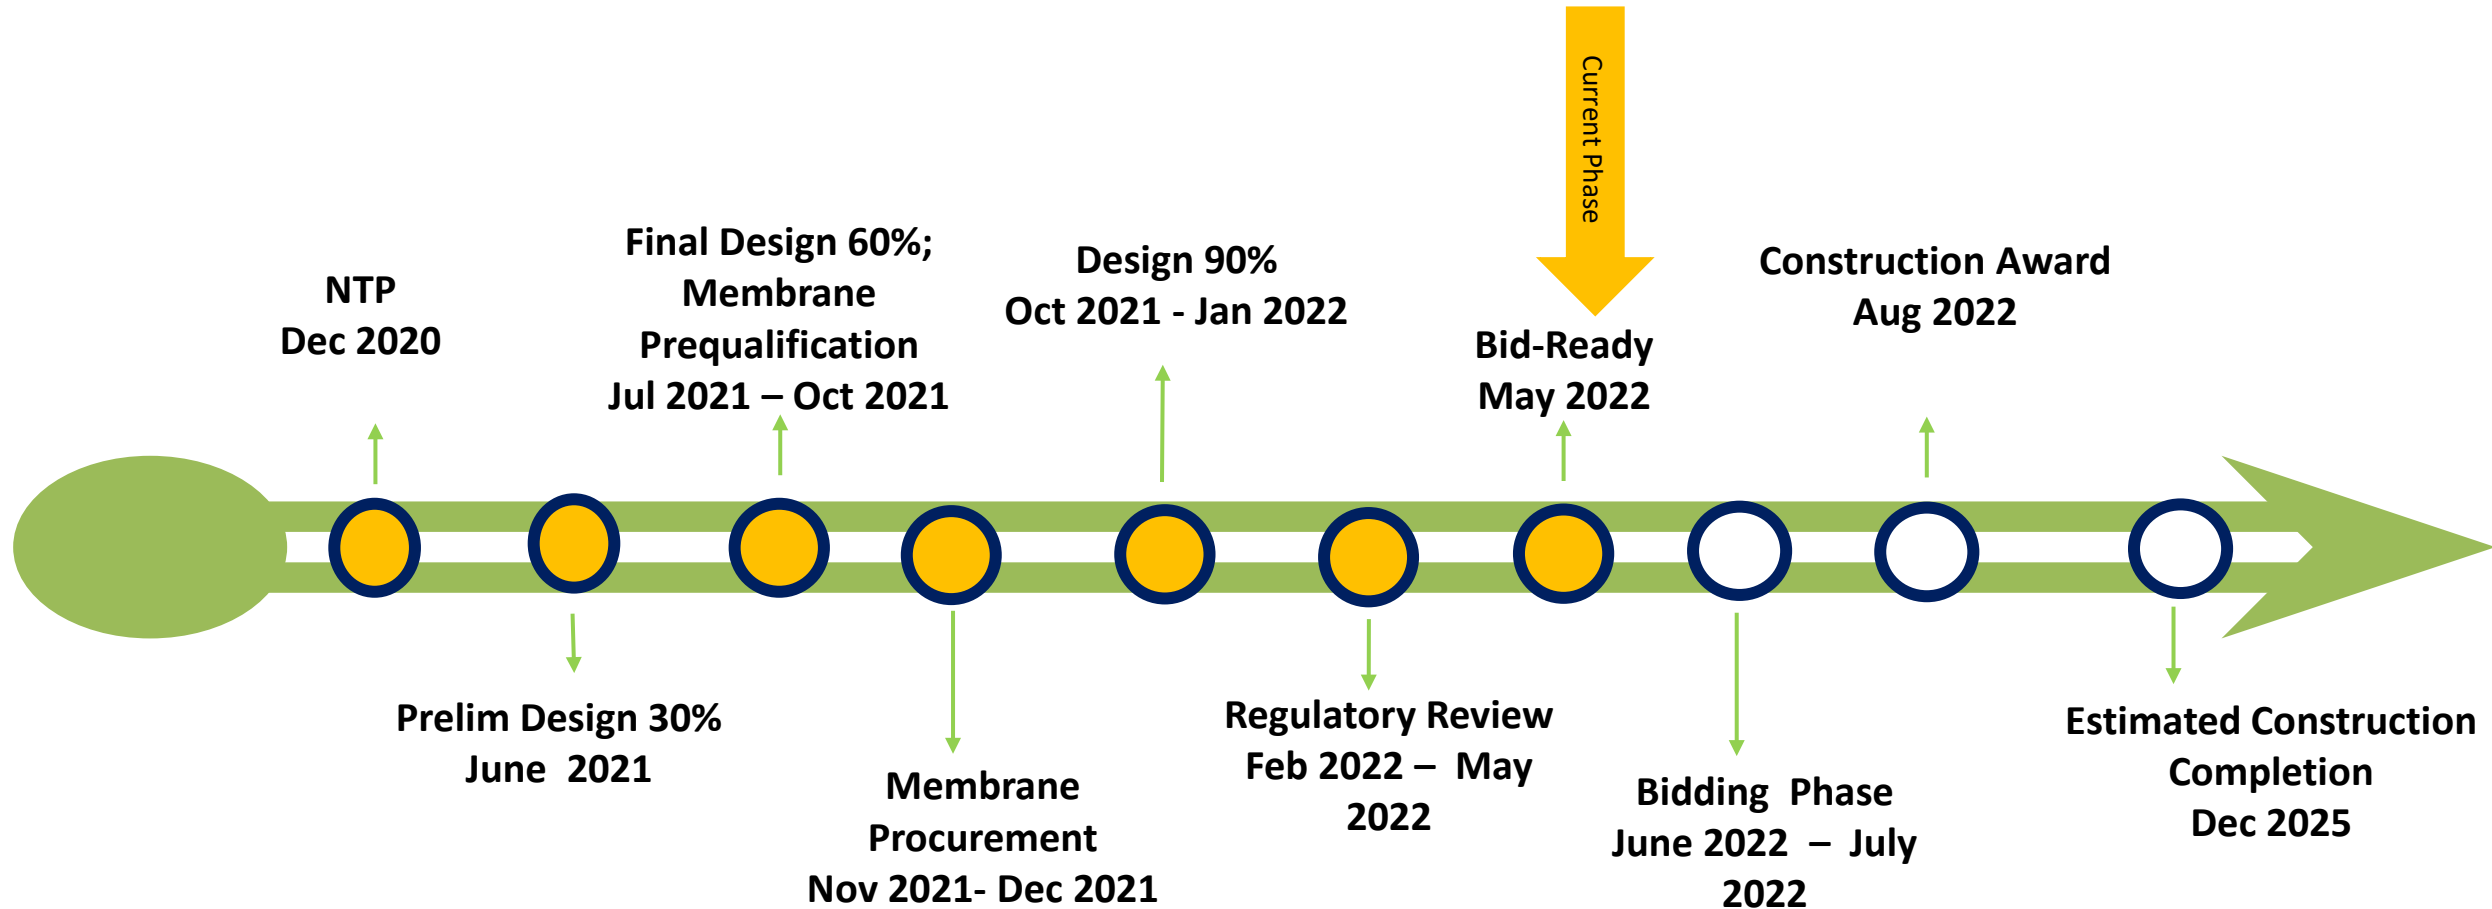 Current Phase
NTP
Dec 2020
Prelim Design 30%
June 2021
Final Design 60%;
Membrane
Prequalification
Jul 2021 – Oct 2021
Membrane
Procurement
Nov 2021- Dec 2021
Design 90%
Oct 2021 - Jan 2022
Regulatory Review
Feb 2022 – May
2022
Bid-Ready
May 2022
Bidding Phase
June 2022 – July
2022
Construction Award
Aug 2022
Estimated Construction
Completion
Dec 2025